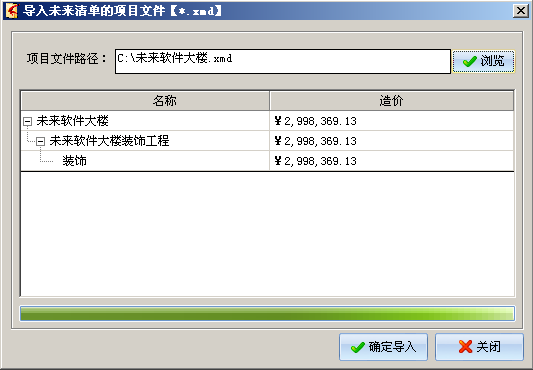 导入未来清单的项目文件【*.xmd】
项目文件路径： C:\未来软件大楼.xmd 浏览
名称 造价
未来软件大楼 ￥2,998,369.13
未来软件大楼装饰工程 ￥2,998,369.13
装饰 ￥2,998,369.13
确定导入 关闭